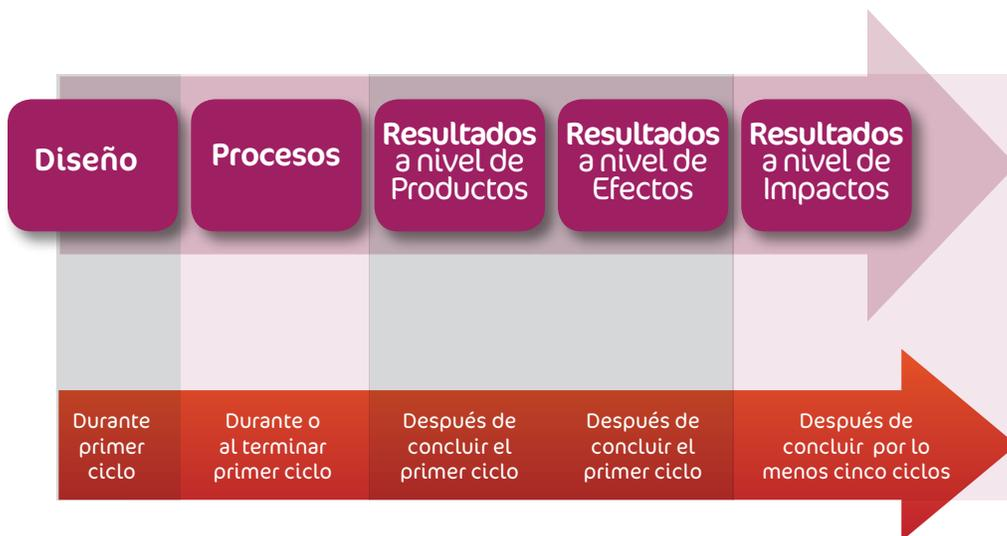 Diseño
Procesos
Resultados
a nivel de
Productos
Resultados
a nivel de
Efectos
Resultados
a nivel de
Impactos
Durante
primer
ciclo
Durante o
al terminar
primer ciclo
Después de
concluir el
primer ciclo
Después de
concluir el
primer ciclo
Después de
concluir por lo
menos cinco ciclos